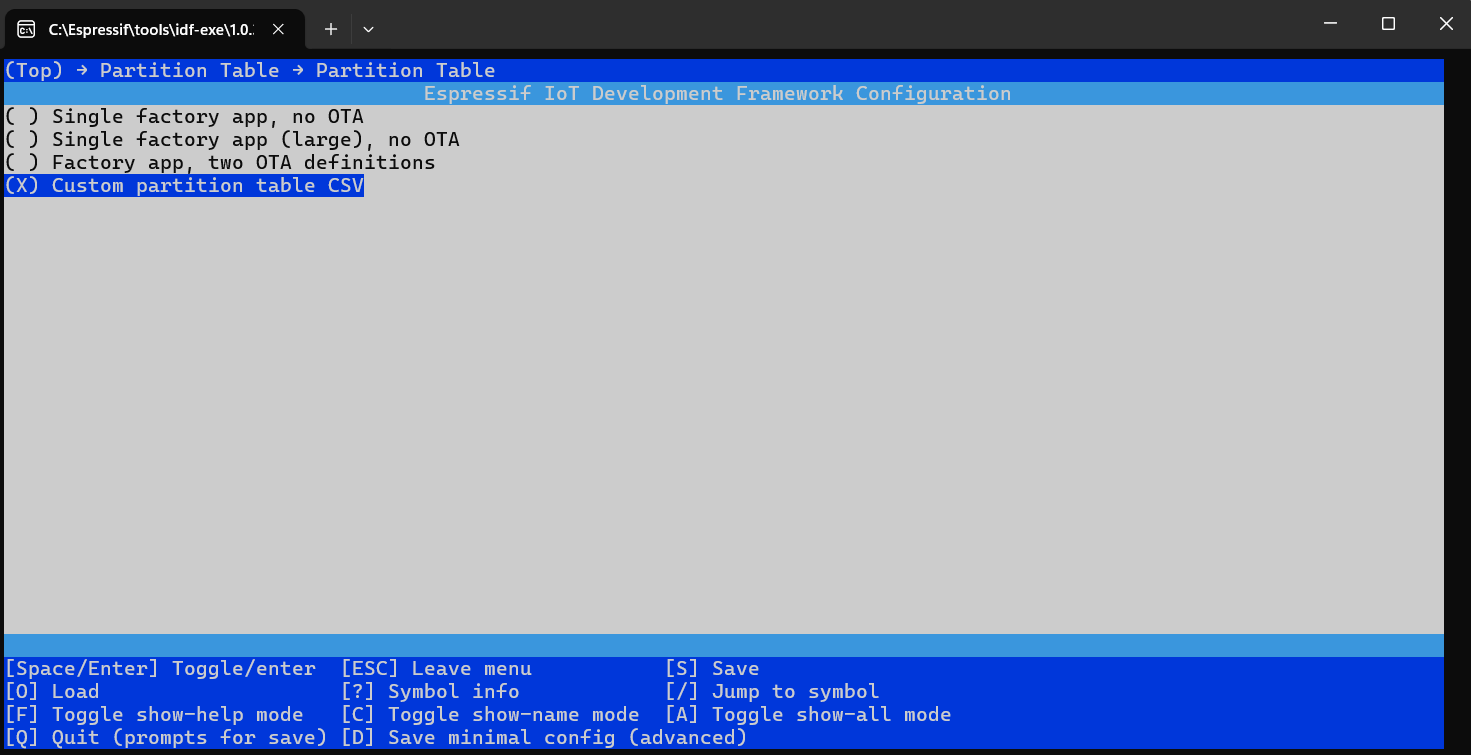 C:\Espressif\tools\idf-exe\1.0.
(Top) → Partition Table → Partition Table
Espressif IoT Development Framework Configuration
( ) Single factory app, no OTA
( ) Single factory app (large), no OTA
( ) Factory app, two OTA definitions
(X) Custom partition table CSV
[Space/Enter] Toggle/enter [ESC] Leave menu [S] Save
[O] Load [?] Symbol info [/] Jump to symbol
[F] Toggle show-help mode [C] Toggle show-name mode [A] Toggle show-all mode
[Q] Quit (prompts for save) [D] Save minimal config (advanced)